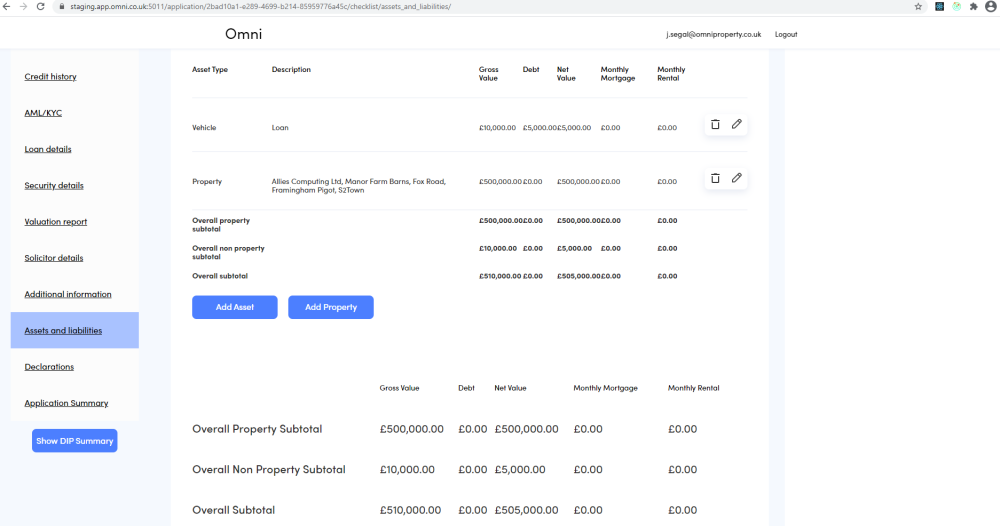 staging.app.omni.co.uk:5011/application/2bad10a1-e289-4699-b214-85959776a45c/checklist/assets_and_liabilities/
Omni
j.segal@omniproperty.co.uk Logout
Credit history
AML/KYC
Loan details
Security details
Valuation report
Solicitor details
Additional information
Assets and liabilities
Declarations
Application Summary
Show DIP Summary
Asset Type Description Gross Value Debt Net Value Monthly Mortgage Monthly Rental
Vehicle Loan £10,000.00 £5,000.00 £5,000.00 £0.00 £0.00
Property Allies Computing Ltd, Manor Farm Barns, Fox Road, £500,000.00 £0.00 £500,000.00 £0.00 £0.00
Framingham Pigot, S2Town
Overall property £500,000.00 £0.00 £500,000.00 £0.00 £0.00
subtotal
Overall non property £10,000.00 £0.00 £5,000.00 £0.00 £0.00
subtotal
Overall subtotal £510,000.00 £0.00 £505,000.00 £0.00 £0.00
Add Asset Add Property
Gross Value Debt Net Value Monthly Mortgage Monthly Rental
Overall Property Subtotal £500,000.00 £0.00 £500,000.00 £0.00 £0.00
Overall Non Property Subtotal £10,000.00 £0.00 £5,000.00 £0.00 £0.00
Overall Subtotal £510,000.00 £0.00 £505,000.00 £0.00 £0.00